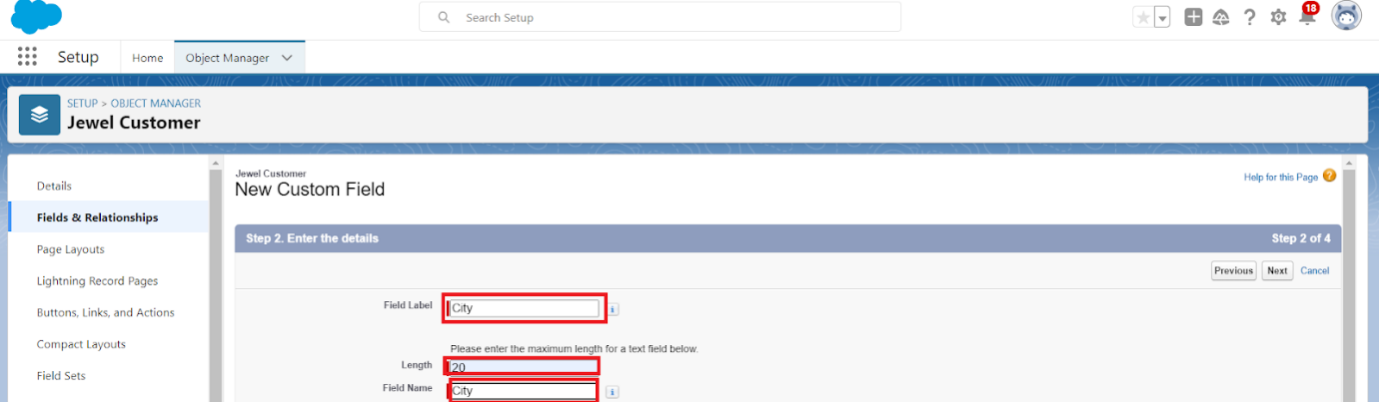 Search Setup
18
Setup
Home
Object Manager
SETUP > OBJECT MANAGER
Jewel Customer
Details
Fields & Relationships
Page Layouts
Lightning Record Pages
Buttons, Links, and Actions
Compact Layouts
Field Sets
Jewel Customer
New Custom Field
Help for this Page ?
Step 2. Enter the details
Step 2 of 4
Previous Next Cancel
Field Label City i
Please enter the maximum length for a text field below.
Length 20
Field Name City i